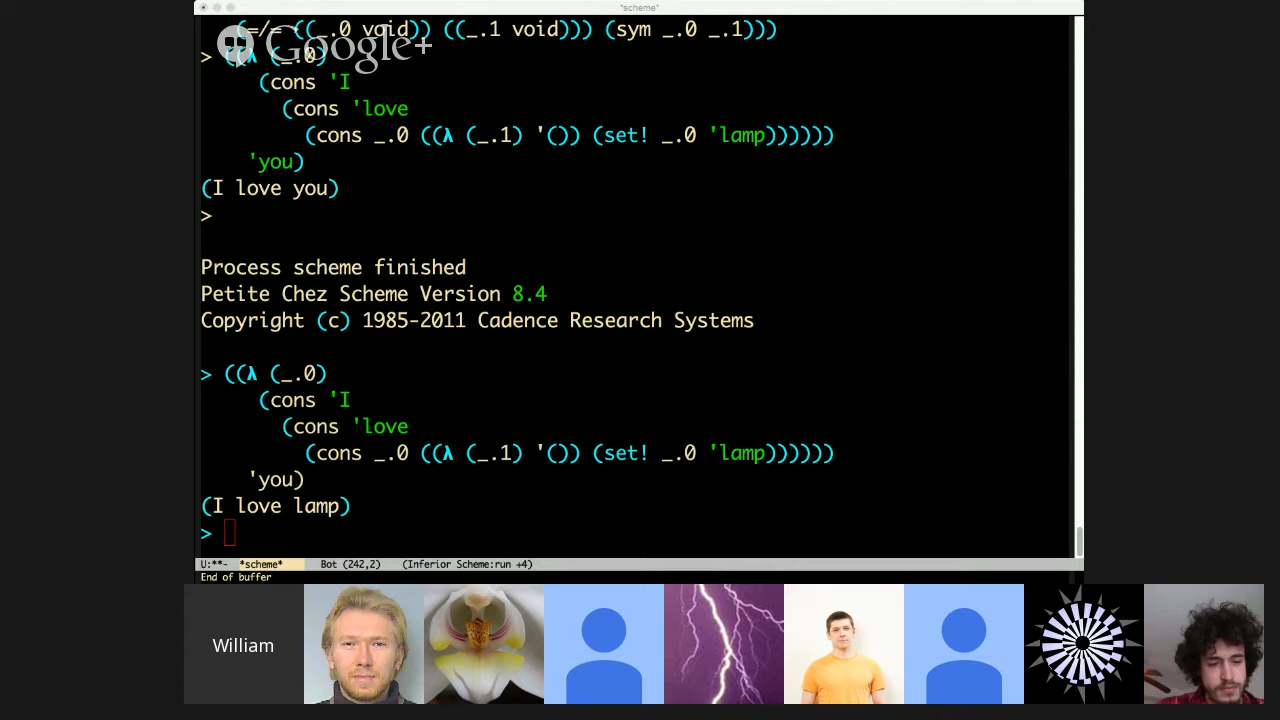 *scheme*
(=/= ((_.0 void)) ((_.1 void))) (sym _.0 _.1)))
Google+
> ((λ (_.0)
(cons 'I
(cons 'love
(cons _.0 ((λ (_.1) '()) (set! _.0 'lamp))))))
'you)
(I love you)
>
Process scheme finished
Petite Chez Scheme Version 8.4
Copyright (c) 1985-2011 Cadence Research Systems
> ((λ (_.0)
(cons 'I
(cons 'love
(cons _.0 ((λ (_.1) '()) (set! _.0 'lamp))))))
'you)
(I love lamp)
>
U:**- *scheme* Bot (242,2) (Inferior Scheme:run +4)
End of buffer
William